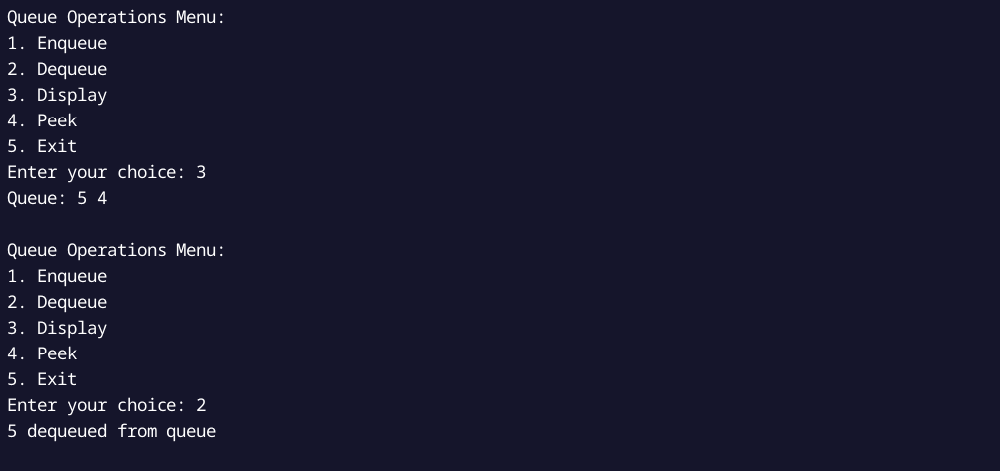 Queue Operations Menu:
1. Enqueue
2. Dequeue
3. Display
4. Peek
5. Exit
Enter your choice: 3
Queue: 5 4

Queue Operations Menu:
1. Enqueue
2. Dequeue
3. Display
4. Peek
5. Exit
Enter your choice: 2
5 dequeued from queue